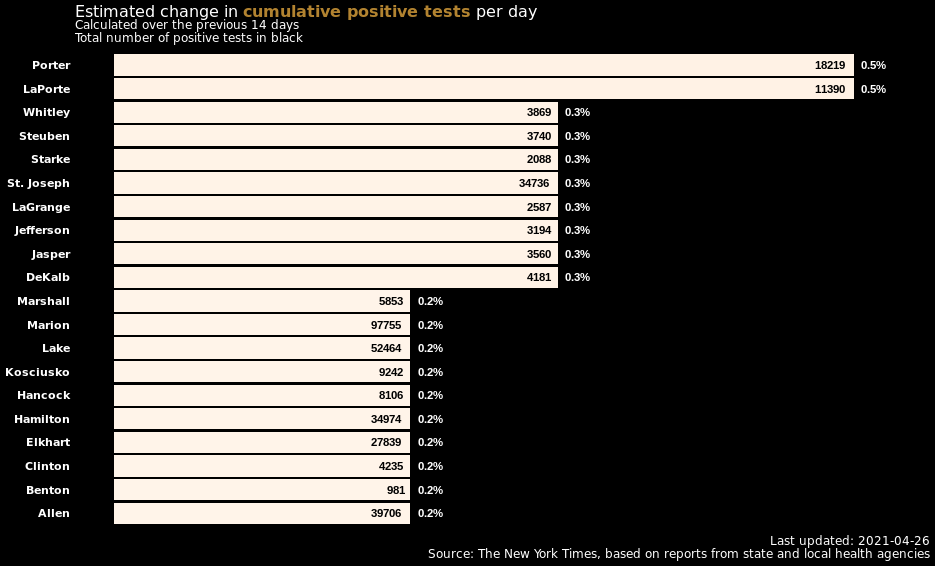 Estimated change in cumulative positive tests per day
Calculated over the previous 14 days
Total number of positive tests in black
Porter 18219 0.5%
LaPorte 11390 0.5%
Whitley 3869 0.3%
Steuben 3740 0.3%
Starke 2088 0.3%
St. Joseph 34736 0.3%
LaGrange 2587 0.3%
Jefferson 3194 0.3%
Jasper 3560 0.3%
DeKalb 4181 0.3%
Marshall 5853 0.2%
Marion 97755 0.2%
Lake 52464 0.2%
Kosciusko 9242 0.2%
Hancock 8106 0.2%
Hamilton 34974 0.2%
Elkhart 27839 0.2%
Clinton 4235 0.2%
Benton 981 0.2%
Allen 39706 0.2%
Last updated: 2021-04-26
Source: The New York Times, based on reports from state and local health agencies